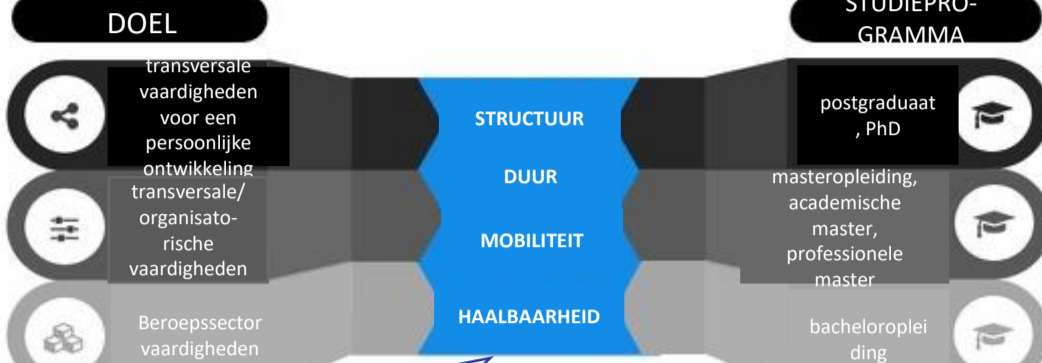 DOEL
transversale
vaardigheden
voor een
persoonlijke
ontwikkeling
transversale/
organisato-
rische
vaardigheden
Beroepssector
vaardigheden
STRUCTUUR
DUUR
MOBILITEIT
HAALBAARHEID
STUDIEPRO-
GRAMMA
postgraduaat
, PhD
masteropleiding,
academische
master,
professionele
master
bacheloroplei
ding